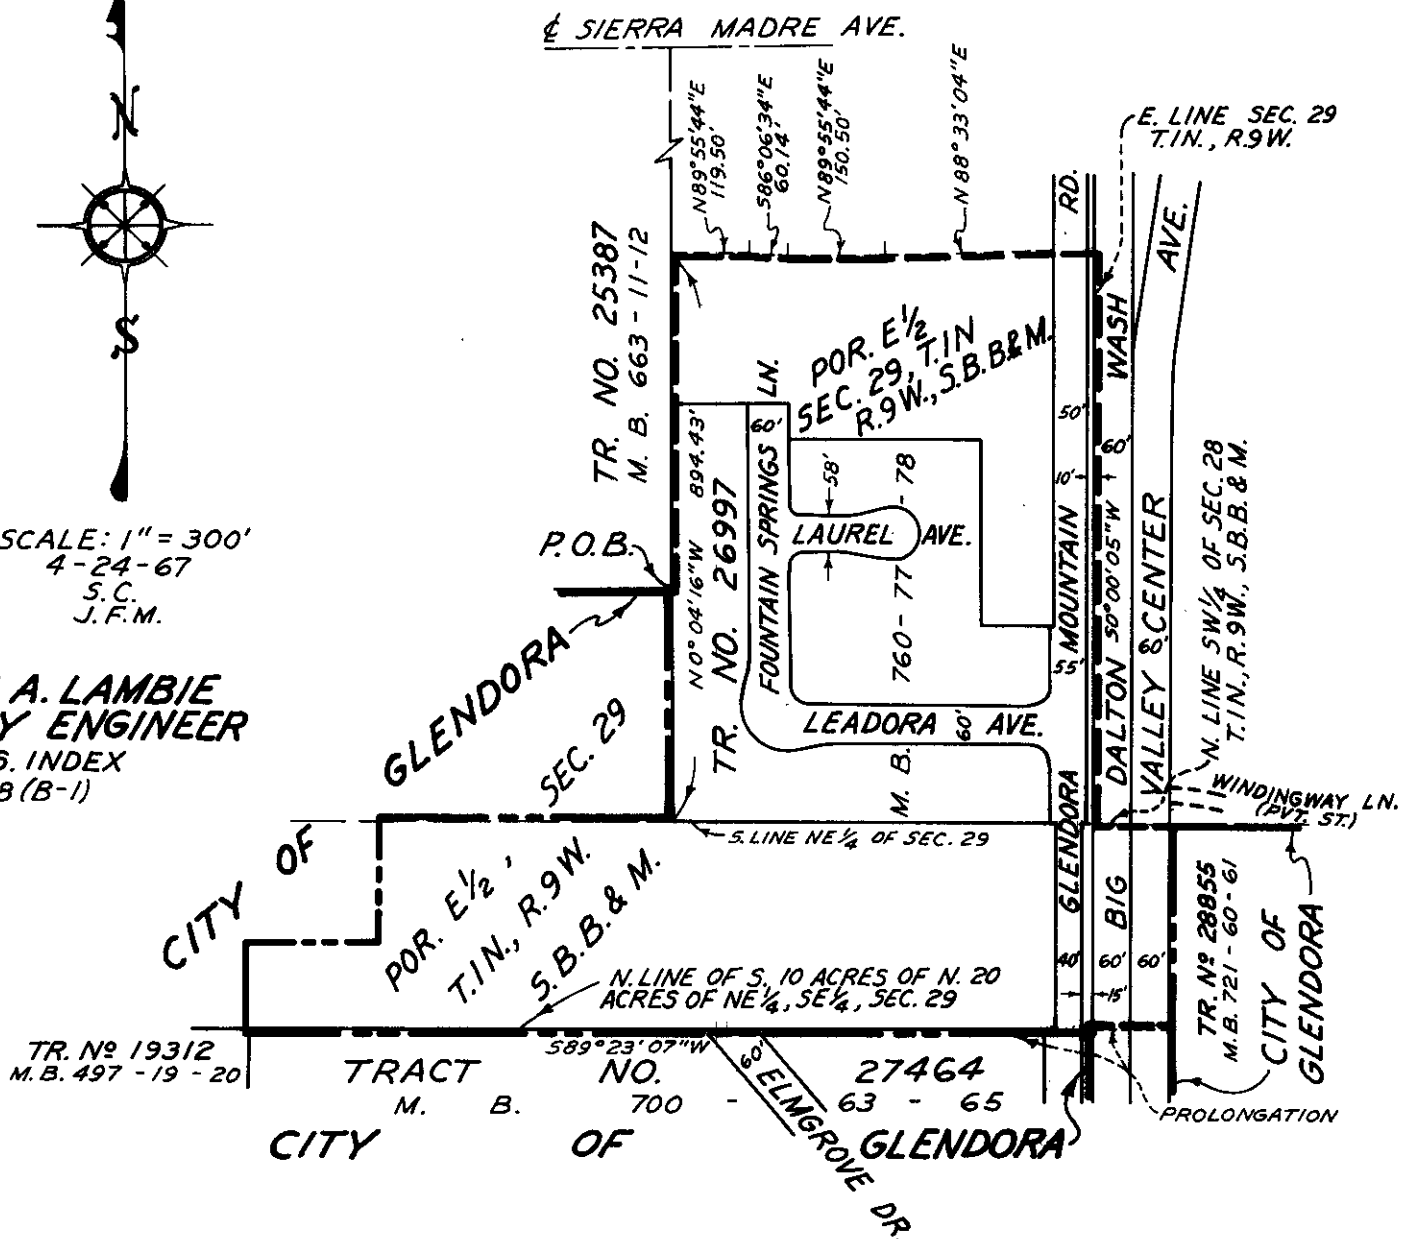 ℄ SIERRA MADRE AVE.
N
S
SCALE: 1" = 300'
4-24-67
S.C.
J.F.M.
A. LAMBIE
Y ENGINEER
S. INDEX
8 (B-1)
N89°55'44"E
119.50'
S86°06'34"E
60.14'
N89°55'44"E
150.50'
N 88°33'04"E
E. LINE SEC. 29
T.1N., R.9W.
TR. NO. 25387
M. B. 663-11-12
POR. E½
SEC. 29, T.1N
R.9W., S.B.B.& M.
P.O.B.
N 0°04'16"W 894.43'
TR. NO. 26997
M. B. 760-77-78
FOUNTAIN SPRINGS LN.
60'
58'
LAUREL AVE.
LEADORA 60' AVE.
GLENDORA MOUNTAIN RD.
50'
10'
55'
40'
15'
BIG DALTON WASH
60'
S0°00'05"W
60'
VALLEY CENTER AVE.
60'
60'
N. LINE SW¼ OF SEC. 28
T.1N., R.9W., S.B.B. & M.
WINDINGWAY LN.
(PVT. ST.)
CITY OF GLENDORA
SEC. 29
S. LINE NE¼ OF SEC. 29
POR. E½ ,
T.1N., R.9W.
S.B.B. & M.
N. LINE OF S. 10 ACRES OF N. 20
ACRES OF NE¼, SE¼, SEC. 29
TR. Nº 28855
M.B. 721-60-61
CITY OF
GLENDORA
TR. Nº 19312
M.B. 497-19-20
S89°23'07"W
TRACT NO. 27464
M. B. 700 - 63 - 65
60' ELMGROVE DR
PROLONGATION
CITY OF GLENDORA